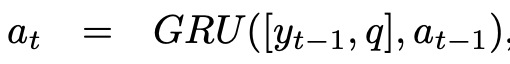 a_t = GRU([y_{t-1}, q], a_{t-1}),